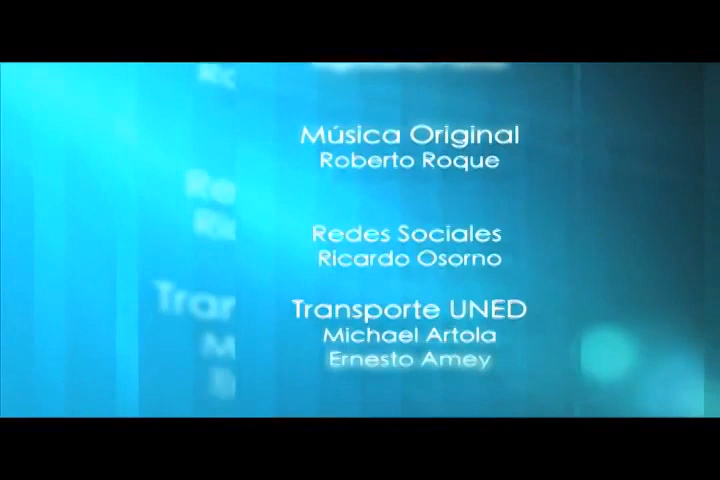 Música Original
Roberto Roque
Redes Sociales
Ricardo Osorno
Transporte UNED
Michael Artola
Ernesto Amey